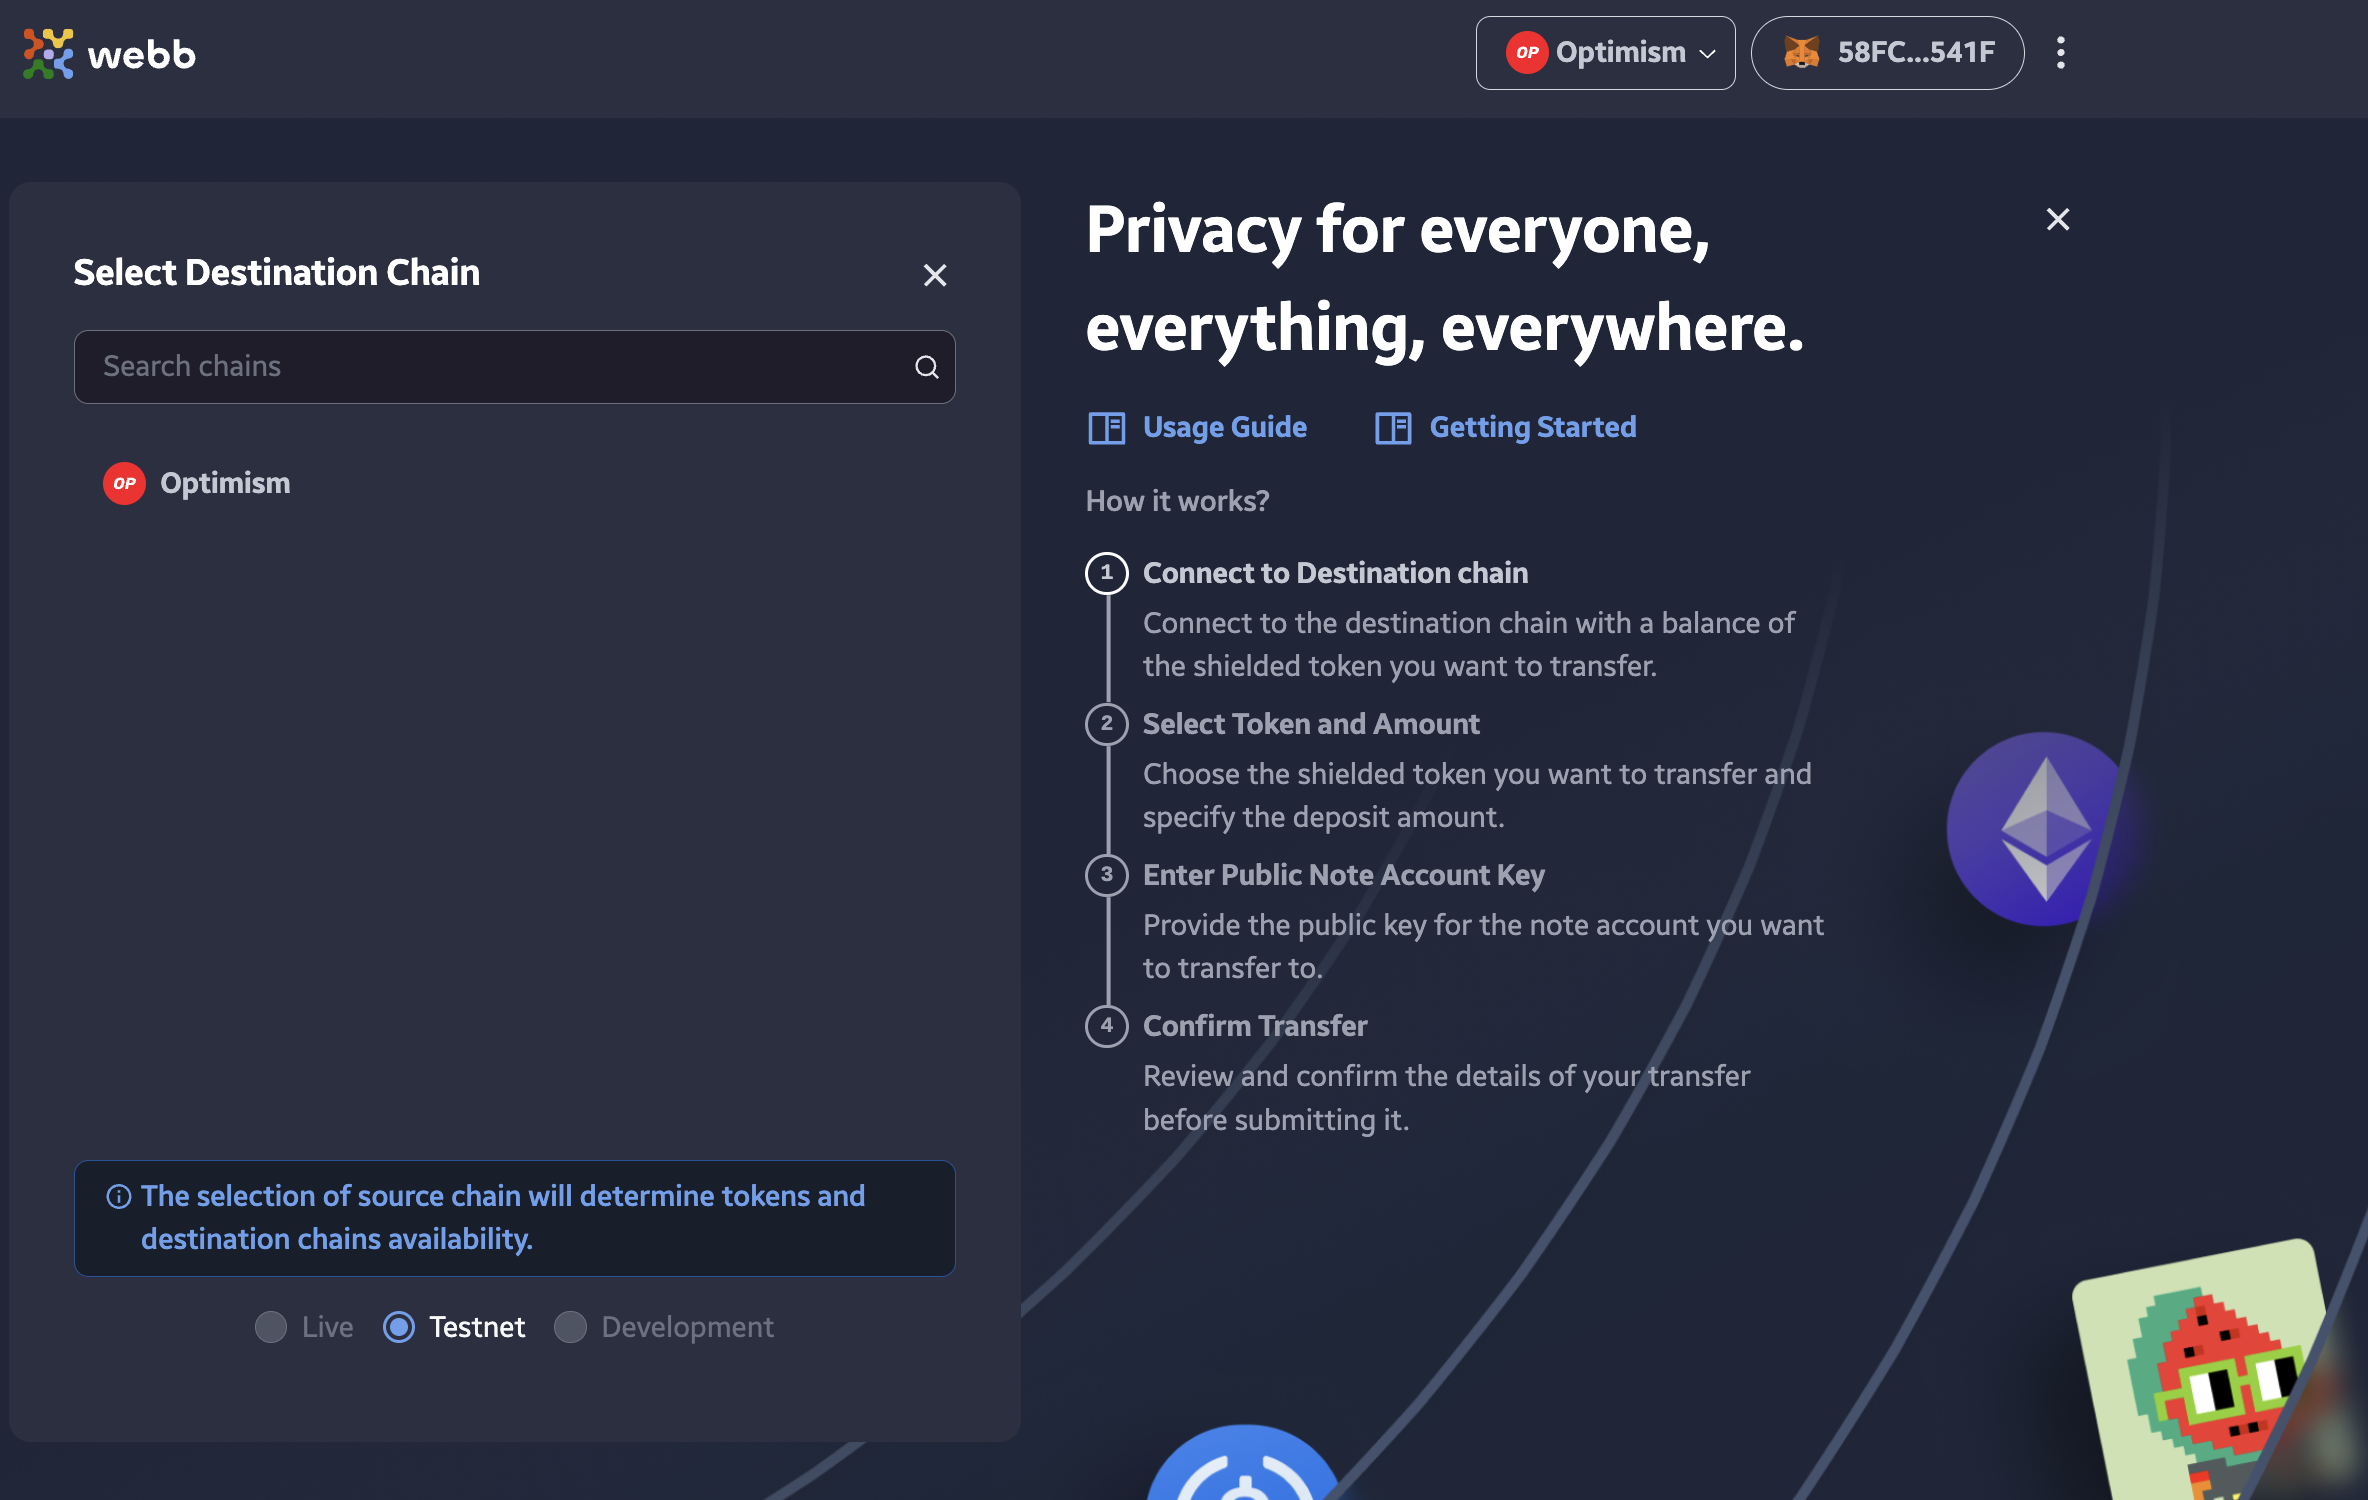 webb
OP Optimism
58FC...541F
Select Destination Chain
Search chains
OP Optimism
The selection of source chain will determine tokens and
destination chains availability.
Live
Testnet
Development
Privacy for everyone,
everything, everywhere.
Usage Guide
Getting Started
How it works?
1 Connect to Destination chain
Connect to the destination chain with a balance of
the shielded token you want to transfer.
2 Select Token and Amount
Choose the shielded token you want to transfer and
specify the deposit amount.
3 Enter Public Note Account Key
Provide the public key for the note account you want
to transfer to.
4 Confirm Transfer
Review and confirm the details of your transfer
before submitting it.